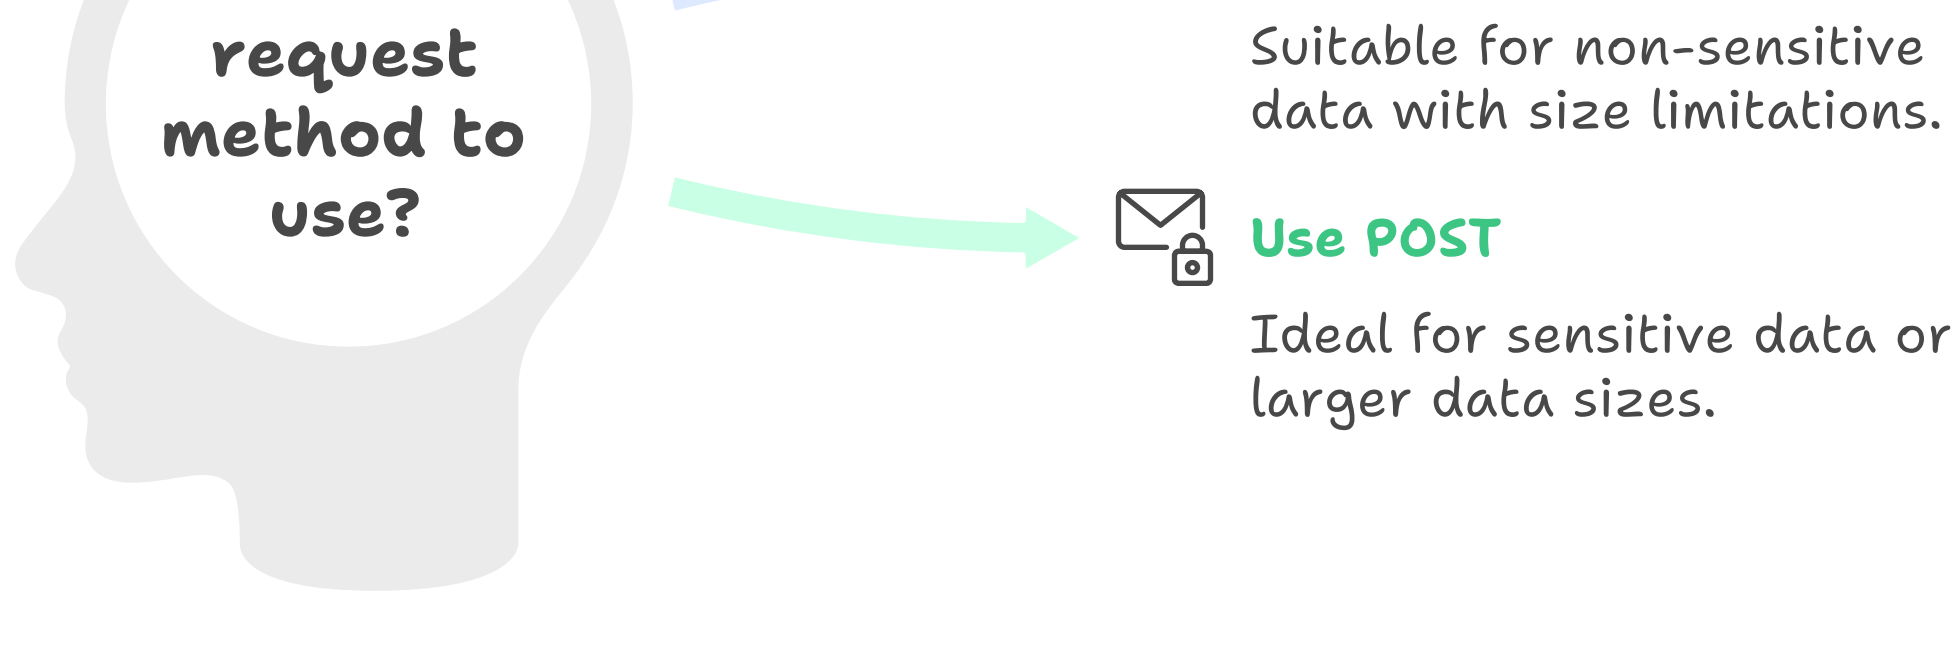 request
method to
use?
Suitable for non-sensitive
data with size limitations.
Use POST
Ideal for sensitive data or
larger data sizes.